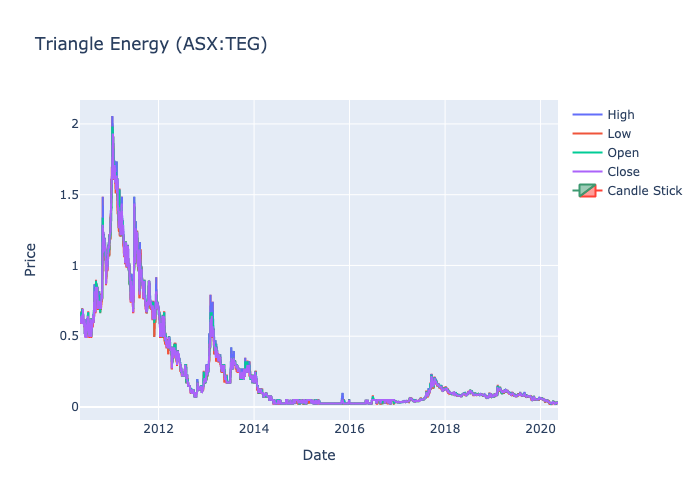 Triangle Energy (ASX:TEG)
High
Low
Open
Close
Candle Stick
2
1.5
1
0.5
0
Price
2012
2014
2016
2018
2020
Date